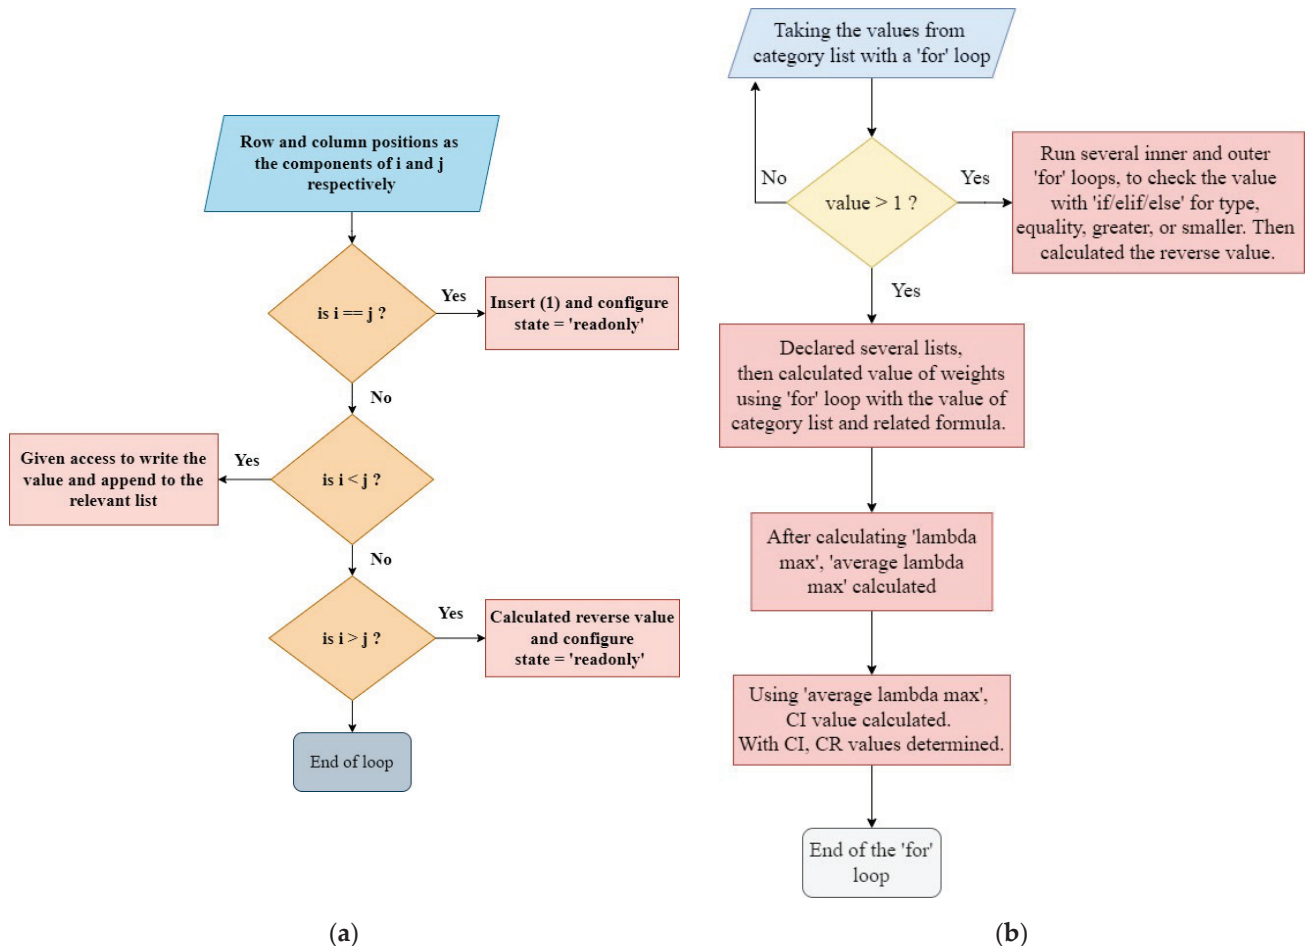 Row and column positions as
the components of i and j
respectively
is i == j ?
Yes
Insert (1) and configure
state = 'readonly'
No
is i < j ?
Yes
Given access to write the
value and append to the
relevant list
No
is i > j ?
Yes
Calculated reverse value
and configure
state = 'readonly'
End of loop
(a)
Taking the values from
category list with a 'for' loop
No
value > 1 ?
Yes
Run several inner and outer
'for' loops, to check the value
with 'if/elif/else' for type,
equality, greater, or smaller. Then
calculated the reverse value.
Yes
Declared several lists,
then calculated value of weights
using 'for' loop with the value of
category list and related formula.
After calculating 'lambda
max', 'average lambda
max' calculated
Using 'average lambda max',
CI value calculated.
With CI, CR values determined.
End of the 'for'
loop
(b)